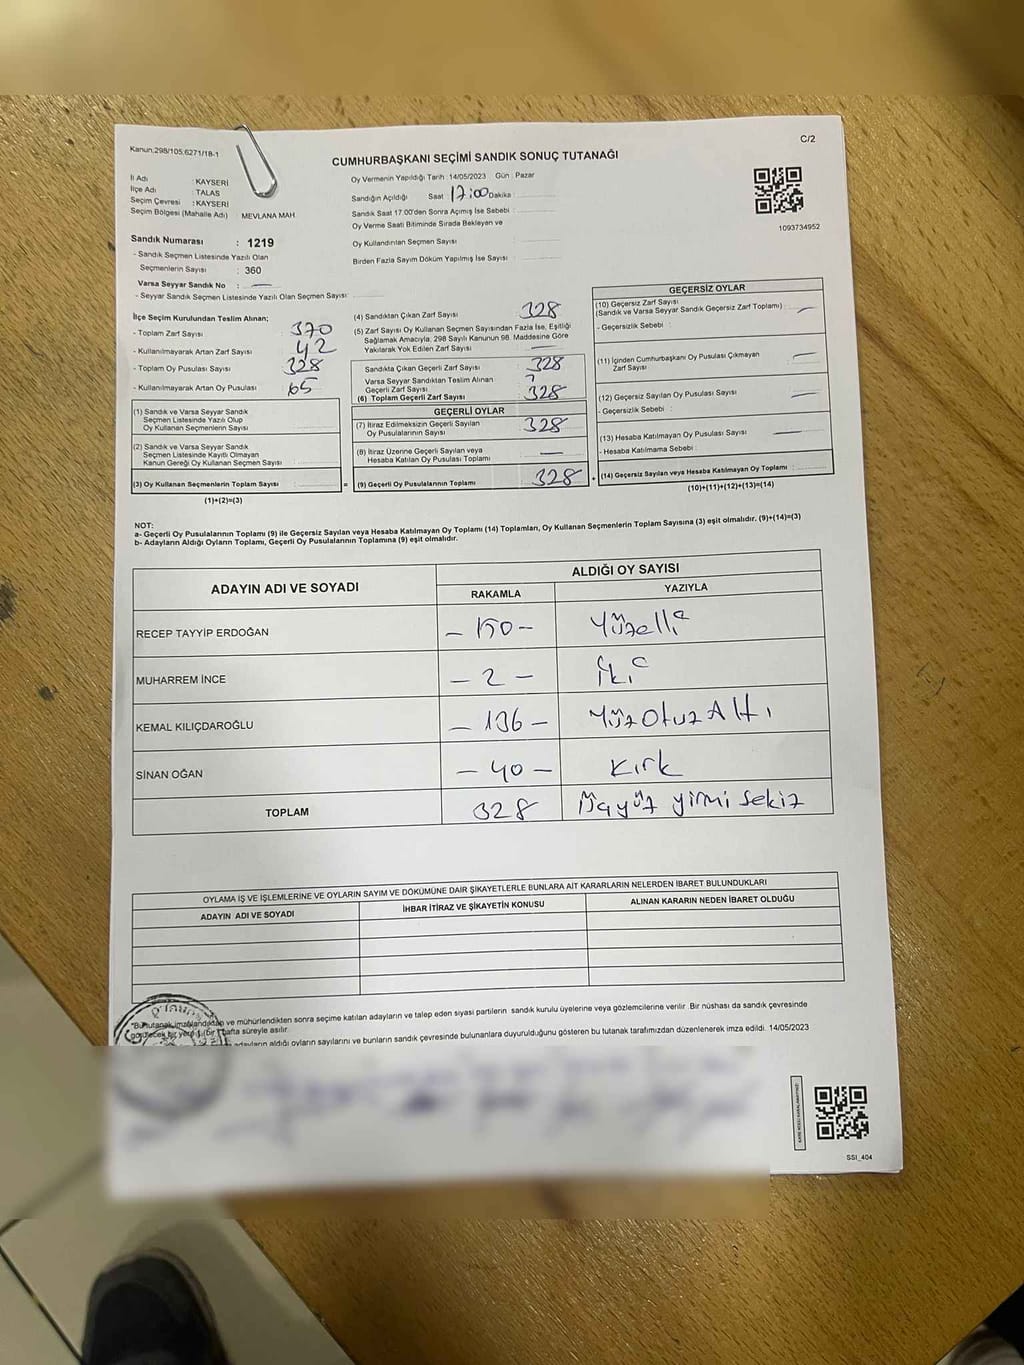 Kanun.298/105.6271/18-1
C/2
CUMHURBAŞKANI SEÇİMİ SANDIK SONUÇ TUTANAĞI
İl Adı : KAYSERİ
İlçe Adı : TALAS
Seçim Çevresi : KAYSERİ
Seçim Bölgesi (Mahalle Adı) MEVLANA MAH.
Sandık Numarası : 1219
- Sandık Seçmen Listesinde Yazılı Olan
Seçmenlerin Sayısı : 360
Varsa Seyyar Sandık No : —
- Seyyar Sandık Seçmen Listesinde Yazılı Olan Seçmen Sayısı:
Oy Vermenin Yapıldığı Tarih :14/05/2023 Gün : Pazar
Sandığın Açıldığı Saat 17:00 Dakika :
Sandık Saat 17:00'den Sonra Açımış İse Sebebi :
Oy Verme Saati Bitiminde Sırada Bekleyen ve
Oy Kullandırılan Seçmen Sayısı :
Birden Fazla Sayım Döküm Yapılmış İse Sayısı :
1093734952
İlçe Seçim Kurulundan Teslim Alınan;
- Toplam Zarf Sayısı : 370
- Kullanılmayarak Artan Zarf Sayısı : 42
- Toplam Oy Pusulası Sayısı : 328
- Kullanılmayarak Artan Oy Pusulası : 65
(1) Sandık ve Varsa Seyyar Sandık
Seçmen Listesinde Yazılı Olup
Oy Kullanan Seçmenlerin Sayısı :
(2) Sandık ve Varsa Seyyar Sandık
Seçmen Listesinde Kayıtlı Olmayan
Kanun Gereği Oy Kullanan Seçmen Sayısı :
(3) Oy Kullanan Seçmenlerin Toplam Sayısı :
(1)+(2)=(3)
(4) Sandıktan Çıkan Zarf Sayısı : 328
(5) Zarf Sayısı Oy Kullanan Seçmen Sayısından Fazla İse, Eşitliği
Sağlamak Amacıyla; 298 Sayılı Kanunun 98. Maddesine Göre
Yakılarak Yok Edilen Zarf Sayısı : —
Sandıkta Çıkan Geçerli Zarf Sayısı : 328
Varsa Seyyar Sandıktan Teslim Alınan
Geçerli Zarf Sayısı :
(6) Toplam Geçerli Zarf Sayısı : 328
GEÇERLİ OYLAR
(7) İtiraz Edilmeksizin Geçerli Sayılan
Oy Pusulalarının Sayısı : 328
(8) İtiraz Üzerine Geçerli Sayılan veya
Hesaba Katılan Oy Pusulası Toplamı : —
= (9) Geçerli Oy Pusulalarının Toplamı : 328
GEÇERSİZ OYLAR
(10) Geçersiz Zarf Sayısı
(Sandık ve Varsa Seyyar Sandık Geçersiz Zarf Toplamı) : —
- Geçersizlik Sebebi :
(11) İçinden Cumhurbaşkanı Oy Pusulası Çıkmayan
Zarf Sayısı : —
(12) Geçersiz Sayılan Oy Pusulası Sayısı : —
- Geçersizlik Sebebi :
(13) Hesaba Katılmayan Oy Pusulası Sayısı : —
- Hesaba Katılmama Sebebi :
+ (14) Geçersiz Sayılan veya Hesaba Katılmayan Oy Toplamı :
(10)+(11)+(12)+(13)=(14)
NOT:
a- Geçerli Oy Pusulalarının Toplamı (9) ile Geçersiz Sayılan veya Hesaba Katılmayan Oy Toplamı (14) Toplamları, Oy Kullanan Seçmenlerin Toplam Sayısına (3) eşit olmalıdır. (9)+(14)=(3)
b- Adayların Aldığı Oyların Toplamı, Geçerli Oy Pusulalarının Toplamına (9) eşit olmalıdır.
ADAYIN ADI VE SOYADI
ALDIĞI OY SAYISI
RAKAMLA YAZIYLA
RECEP TAYYİP ERDOĞAN - 150 - Yüzelli
MUHARREM İNCE - 2 - İki
KEMAL KILIÇDAROĞLU - 136 - Yüz Otuz Altı
SİNAN OĞAN - 40 - Kırk
TOPLAM 328 Üçyüz yirmi sekiz
OYLAMA İŞ VE İŞLEMLERİNE VE OYLARIN SAYIM VE DÖKÜMÜNE DAİR ŞİKAYETLERLE BUNLARA AİT KARARLARIN NELERDEN İBARET BULUNDUKLARI
ADAYIN ADI VE SOYADI İHBAR İTİRAZ VE ŞİKAYETİN KONUSU ALINAN KARARIN NEDEN İBARET OLDUĞU
*Bu tutanak imzalandıktan ve mühürlendikten sonra seçime katılan adayların ve talep eden siyasi partilerin sandık kurulu üyelerine veya gözlemcilerine verilir. Bir nüshası da sandık çevresinde
görülecek bir yere 1 (bir) hafta süreyle asılır.
adayların aldığı oyların sayılarını ve bunların sandık çevresinde bulunanlara duyurulduğunu gösteren bu tutanak tarafımızdan düzenlenerek imza edildi. 14/05/2023
SSI_404